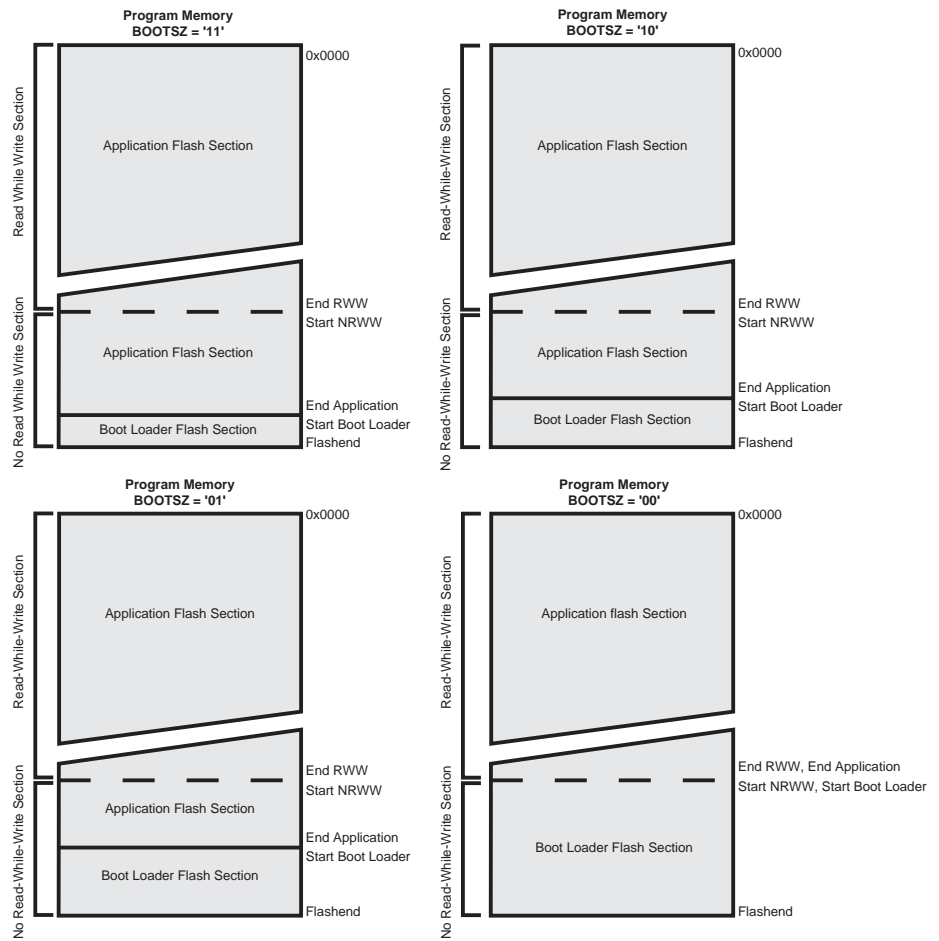 Program Memory
BOOTSZ = '11'
0x0000
Read While Write Section
Application Flash Section
End RWW
Start NRWW
No Read While Write Section
Application Flash Section
End Application
Start Boot Loader
Boot Loader Flash Section
Flashend
Program Memory
BOOTSZ = '10'
0x0000
Read-While-Write Section
Application Flash Section
End RWW
Start NRWW
No Read-While-Write Section
Application Flash Section
End Application
Start Boot Loader
Boot Loader Flash Section
Flashend
Program Memory
BOOTSZ = '01'
0x0000
Read-While-Write Section
Application Flash Section
End RWW
Start NRWW
No Read-While-Write Section
Application Flash Section
End Application
Start Boot Loader
Boot Loader Flash Section
Flashend
Program Memory
BOOTSZ = '00'
0x0000
Read-While-Write Section
Application flash Section
End RWW, End Application
Start NRWW, Start Boot Loader
No Read-While-Write Section
Boot Loader Flash Section
Flashend